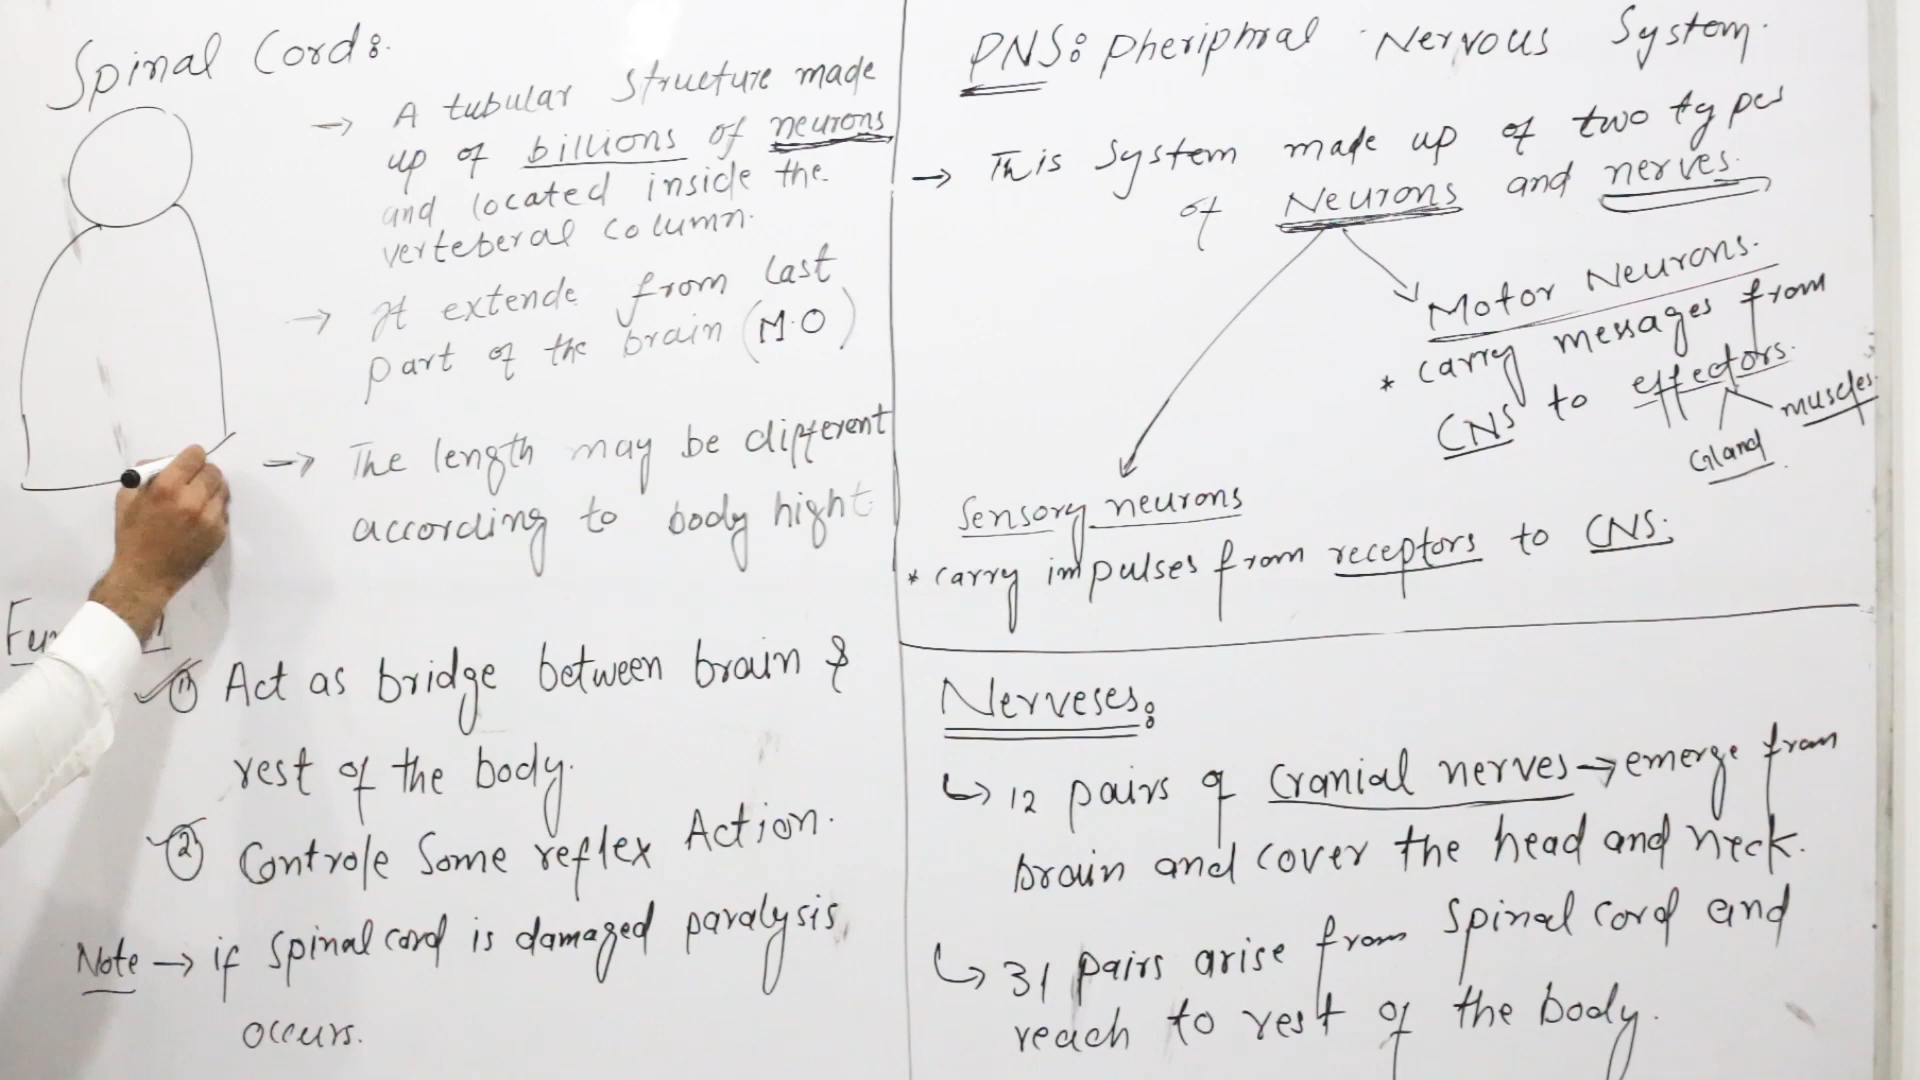 Spinal Cord:
→ A tubular structure made
up of billions of neurons
and located inside the
verteberal column.
→ It extende from last
part of the brain (M.O)
→ The length may be different
according to body hight
① Act as bridge between brain &
rest of the body.
② Controle Some reflex Action.
Note → if spinal cord is damaged paralysis
occurs.
PNS: Pheriphral Nervous System.
→ This system made up of two types
of Neurons and nerves.
Motor Neurons.
* carry messages from
CNS to effectors.
muscles.
Gland.
Sensory neurons
* carry impulses from receptors to CNS.
Nerveses:
↳ 12 pairs of Cranial nerves → emerge from
brain and cover the head and neck.
↳ 31 pairs arise from spinal cord and
reach to rest of the body.